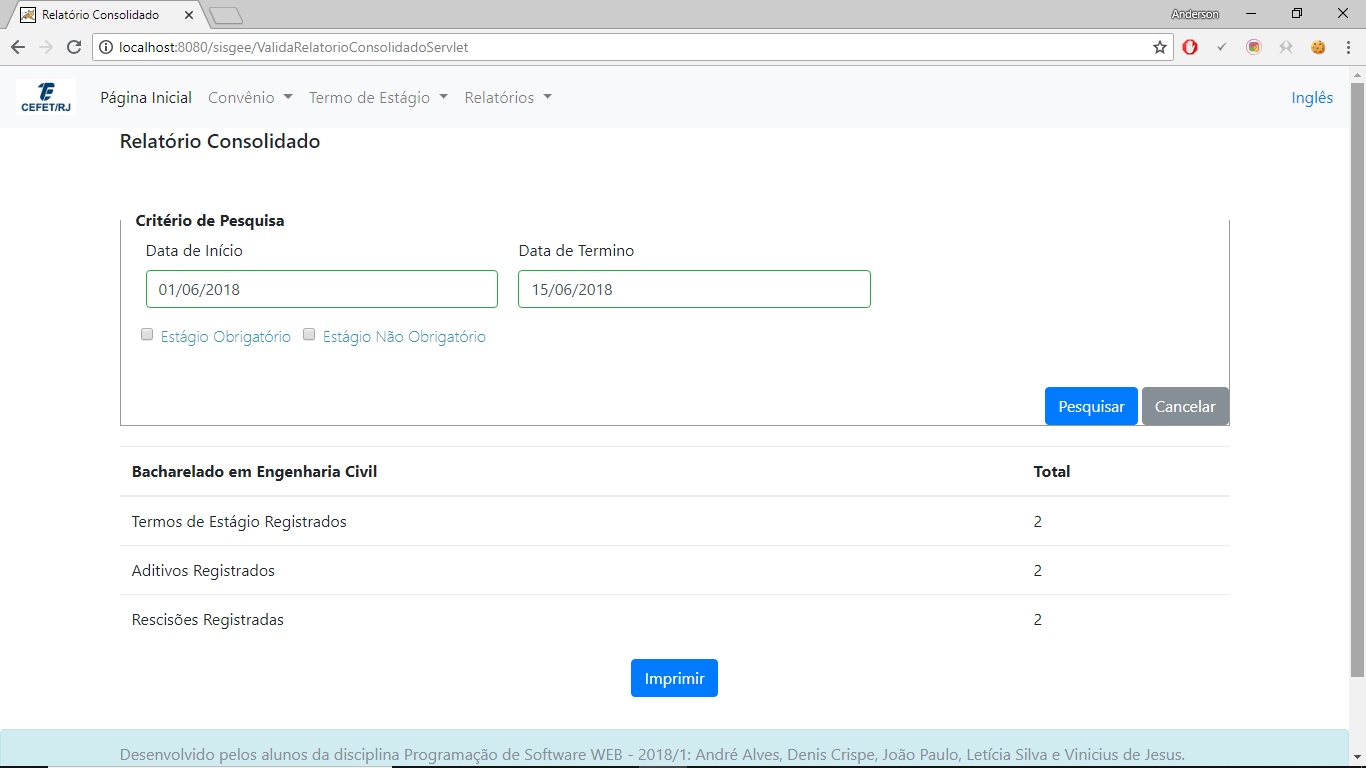 Relatório Consolidado
Anderson
localhost:8080/sisgee/ValidaRelatorioConsolidadoServlet
CEFET/RJ
Página Inicial Convênio Termo de Estágio Relatórios Inglês
Relatório Consolidado
Critério de Pesquisa
Data de Início Data de Termino
01/06/2018 15/06/2018
Estágio Obrigatório Estágio Não Obrigatório
Pesquisar Cancelar
Bacharelado em Engenharia Civil Total
Termos de Estágio Registrados 2
Aditivos Registrados 2
Rescisões Registradas 2
Imprimir
Desenvolvido pelos alunos da disciplina Programação de Software WEB - 2018/1: André Alves, Denis Crispe, João Paulo, Letícia Silva e Vinicius de Jesus.